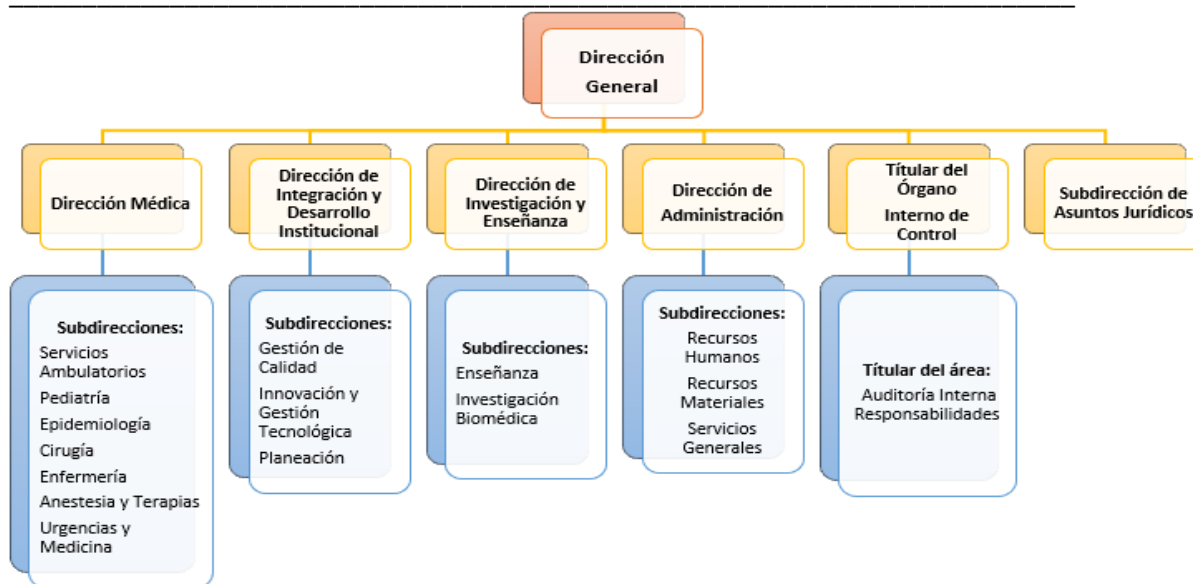 Dirección
General
Dirección Médica
Dirección de
Integración y
Desarrollo
Institucional
Dirección de
Investigación y
Enseñanza
Dirección de
Administración
Títular del
Órgano
Interno de
Control
Subdirección de
Asuntos Jurídicos
Subdirecciones:
Servicios
Ambulatorios
Pediatría
Epidemiología
Cirugía
Enfermería
Anestesia y Terapias
Urgencias y
Medicina
Subdirecciones:
Gestión de
Calidad
Innovación y
Gestión
Tecnológica
Planeación
Subdirecciones:
Enseñanza
Investigación
Biomédica
Subdirecciones:
Recursos
Humanos
Recursos
Materiales
Servicios
Generales
Títular del área:
Auditoría Interna
Responsabilidades